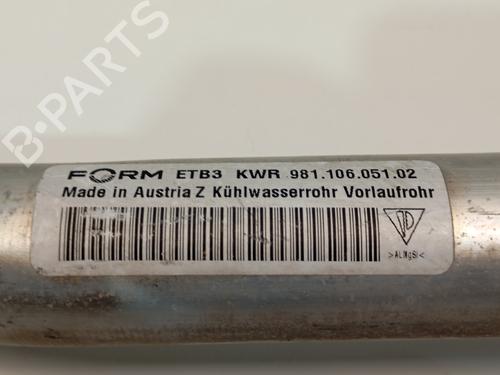 B-PARTS
FORM ETB3 KWR 981.106.051.02
Made in Austria Z Kühlwasserrohr Vorlaufrohr
>ALMgSi<